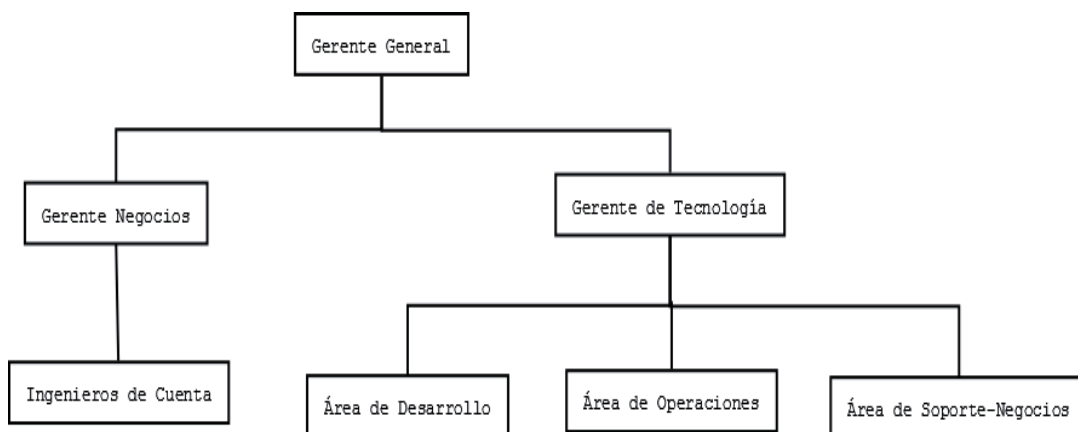 Gerente General
Gerente Negocios
Gerente de Tecnología
Ingenieros de Cuenta
Área de Desarrollo
Área de Operaciones
Área de Soporte-Negocios